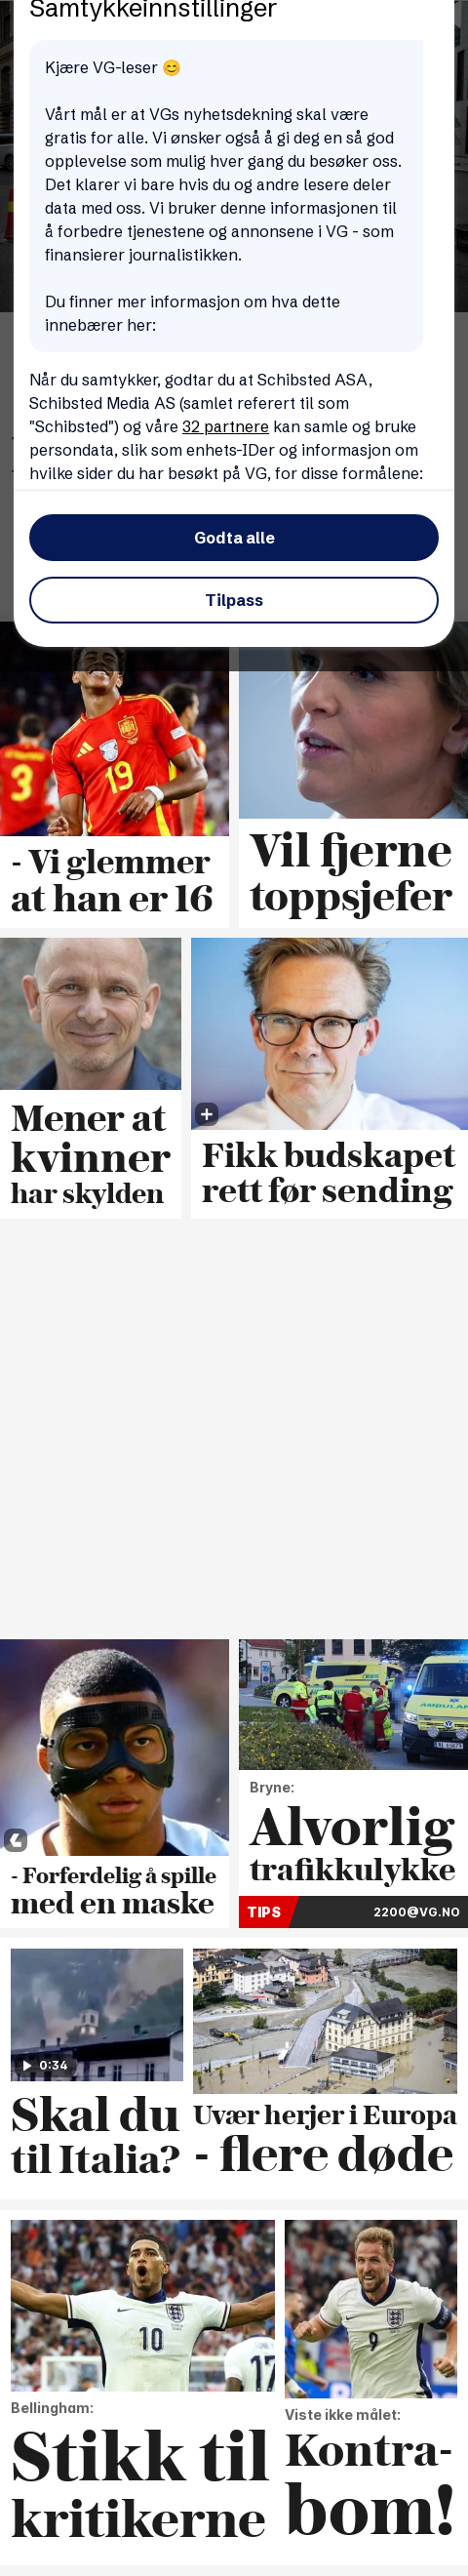 Samtykkeinnstillinger
Kjære VG-leser 😊
Vårt mål er at VGs nyhetsdekning skal være
gratis for alle. Vi ønsker også å gi deg en så god
opplevelse som mulig hver gang du besøker oss.
Det klarer vi bare hvis du og andre lesere deler
data med oss. Vi bruker denne informasjonen til
å forbedre tjenestene og annonsene i VG - som
finansierer journalistikken.
Du finner mer informasjon om hva dette
innebærer her:
Når du samtykker, godtar du at Schibsted ASA,
Schibsted Media AS (samlet referert til som
"Schibsted") og våre 32 partnere kan samle og bruke
persondata, slik som enhets-IDer og informasjon om
hvilke sider du har besøkt på VG, for disse formålene:
Godta alle
Tilpass
3
19
- Vi glemmer
at han er 16
Vil fjerne
toppsjefer
Mener at
kvinner
har skylden
Fikk budskapet
rett før sending
- Forferdelig å spille
med en maske
AMBULAN
Bryne:
Alvorlig
trafikkulykke
TIPS
2200@VG.NO
0:34
Skal du
til Italia?
Uvær herjer i Europa
- flere døde
10
17
9
Bellingham:
Stikk til
kritikerne
Viste ikke målet:
Kontra-
bom!